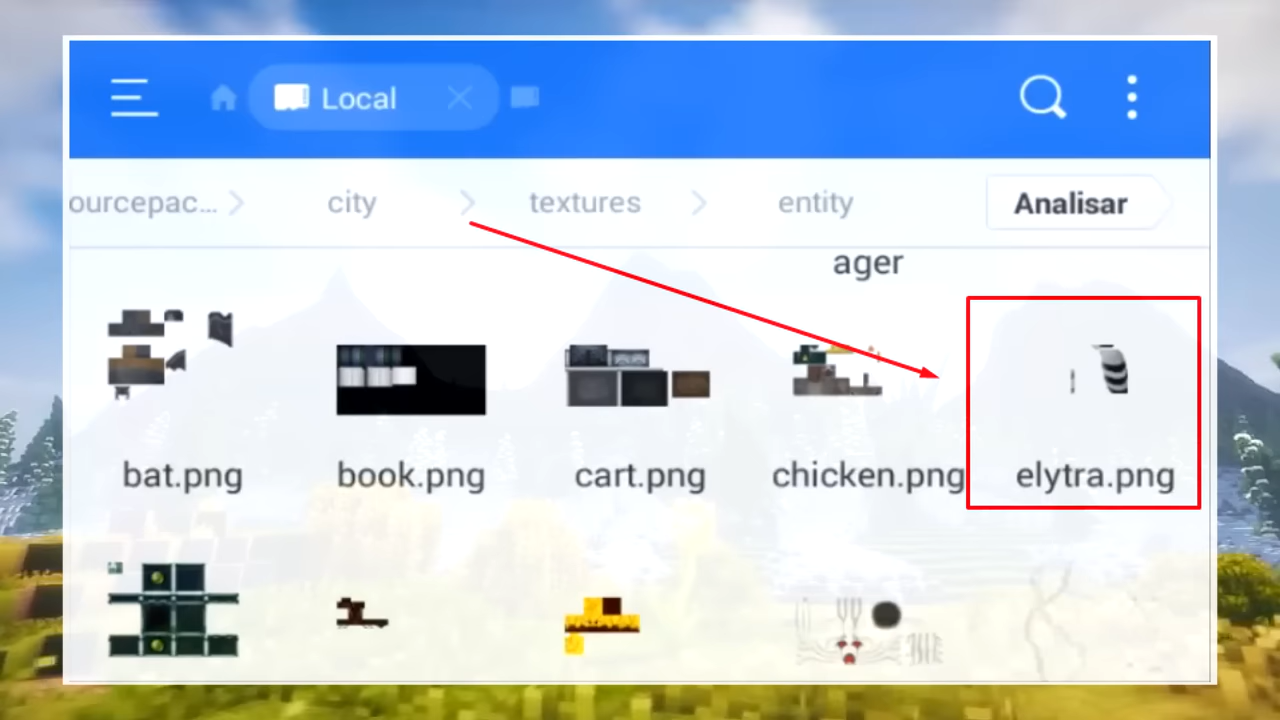 Local
ourcepac... city textures entity Analisar
ager
bat.png book.png cart.png chicken.png elytra.png